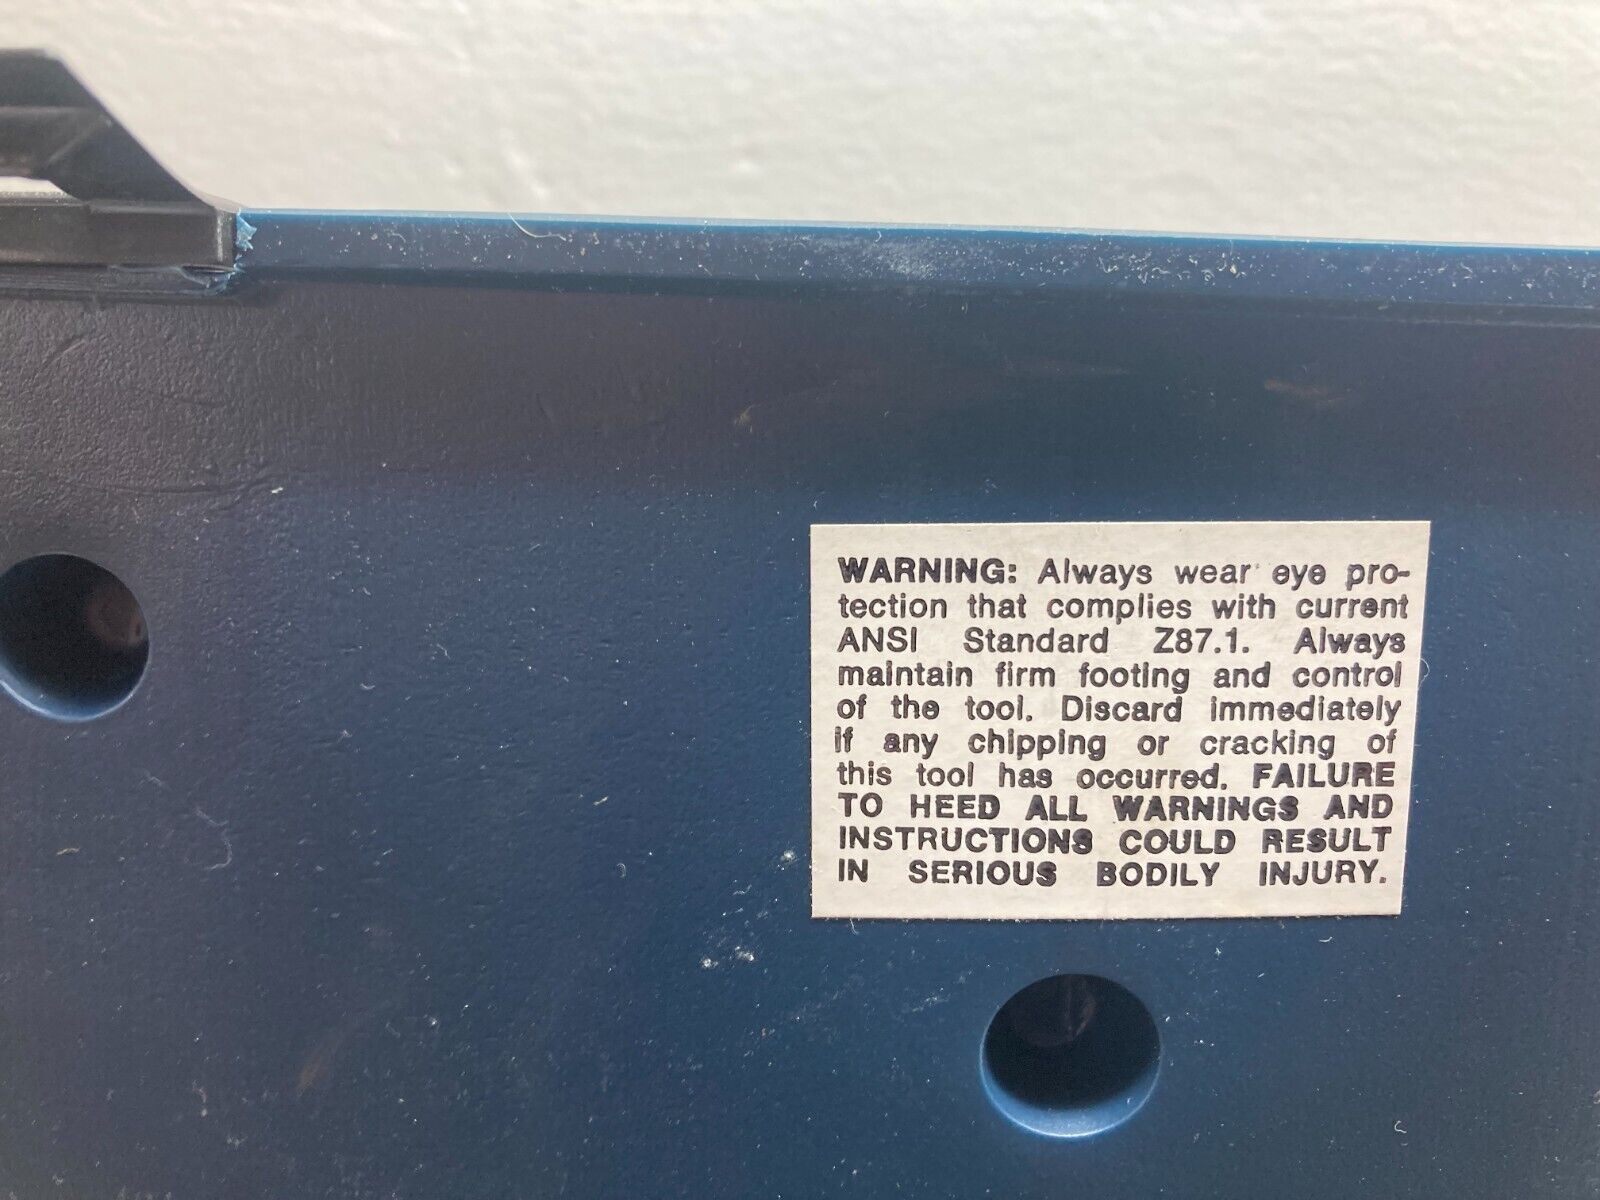 WARNING: Always wear eye pro-
tection that complies with current
ANSI Standard Z87.1. Always
maintain firm footing and control
of the tool. Discard immediately
if any chipping or cracking of
this tool has occurred. FAILURE
TO HEED ALL WARNINGS AND
INSTRUCTIONS COULD RESULT
IN SERIOUS BODILY INJURY.